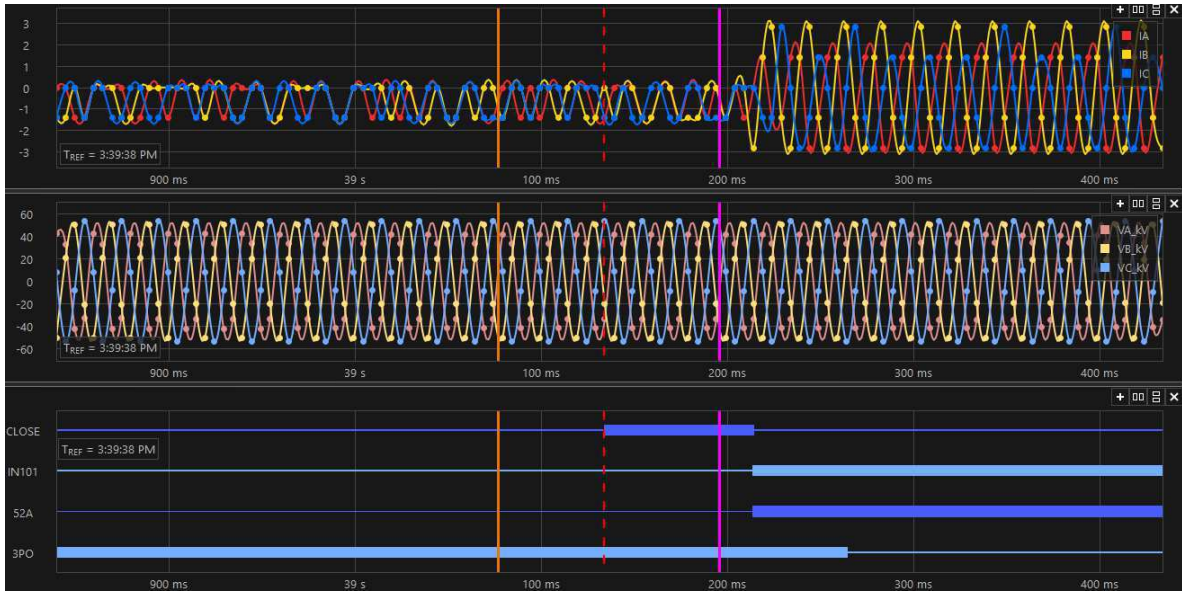 3
2
1
0
-1
-2
-3
IA
IB
IC
TREF = 3:39:38 PM
900 ms
39 s
100 ms
200 ms
300 ms
400 ms
60
40
20
0
-20
-40
-60
VA_kV
VB_kV
VC_kV
TREF = 3:39:38 PM
900 ms
39 s
100 ms
200 ms
300 ms
400 ms
CLOSE
TREF = 3:39:38 PM
IN101
52A
3PO
900 ms
39 s
100 ms
200 ms
300 ms
400 ms